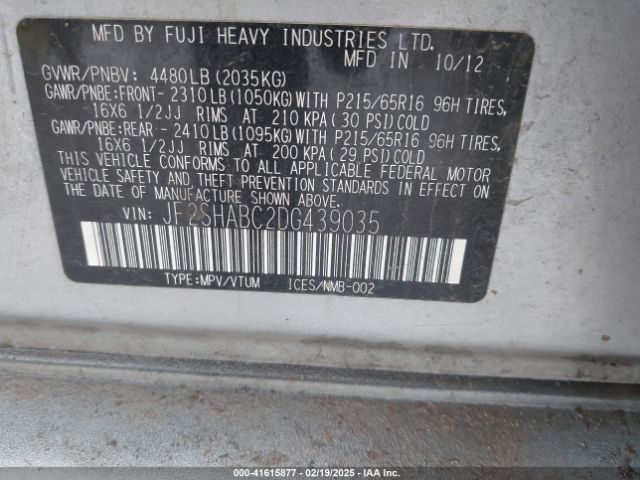 MFD BY FUJI HEAVY INDUSTRIES LTD.
MFD IN 10/12
GVWR/PNBV: 4480LB (2035KG)
GAWR/PNBE:FRONT- 2310LB(1050KG)WITH P215/65R16 96H TIRES,
16X6 1/2JJ RIMS AT 210 KPA(30 PSI)COLD
GAWR/PNBE:REAR - 2410LB(1095KG)WITH P215/65R16 96H TIRES,
16X6 1/2JJ RIMS AT 200 KPA(29 PSI)COLD
THIS VEHICLE CONFORMS TO ALL APPLICABLE FEDERAL MOTOR
VEHICLE SAFETY AND THEFT PREVENTION STANDARDS IN EFFECT ON
THE DATE OF MANUFACTURE SHOWN ABOVE.
VIN: JF2SHABC2DG439035
TYPE:MPV/VTUM ICES/NMB-002
000-41615877 - 02/19/2025 - IAA Inc.